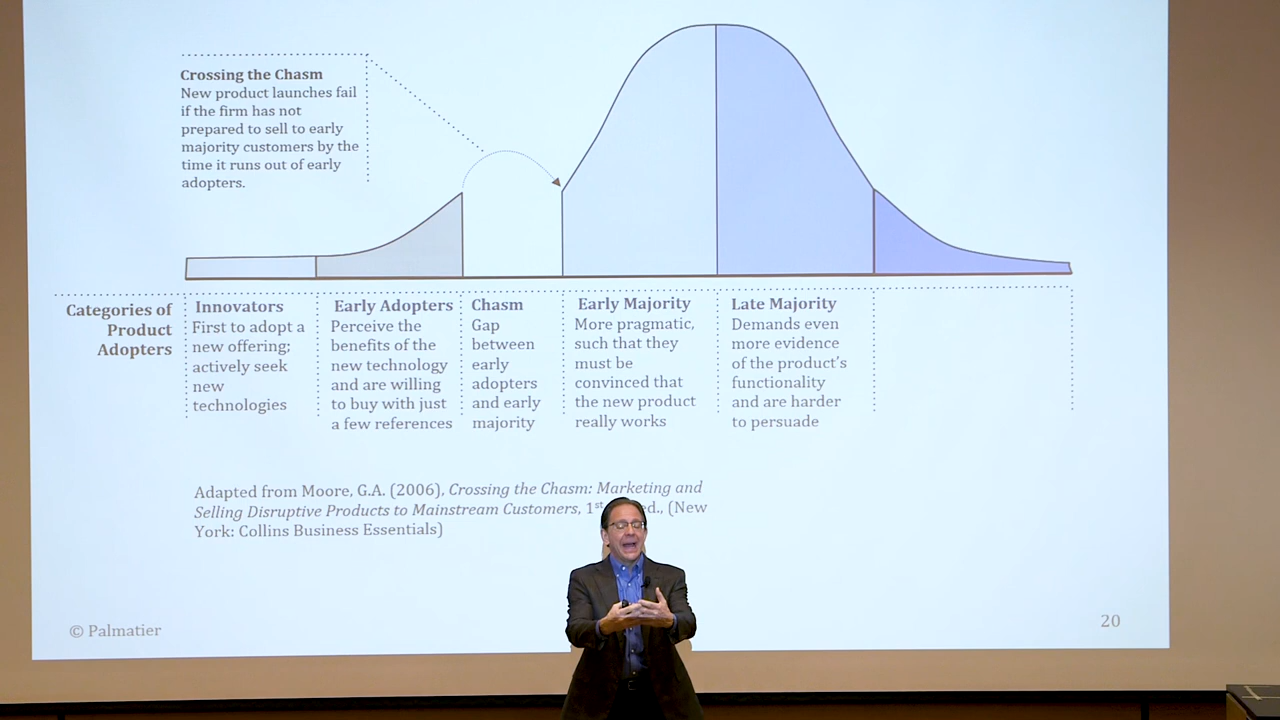 Crossing the Chasm
New product launches fail
if the firm has not
prepared to sell to early
majority customers by the
time it runs out of early
adopters.
Categories of
Product
Adopters
Innovators
First to adopt a
new offering;
actively seek
new
technologies
Early Adopters
Perceive the
benefits of the
new technology
and are willing
to buy with just
a few references
Chasm
Gap
between
early
adopters
and early
majority
Early Majority
More pragmatic,
such that they
must be
convinced that
the new product
really works
Late Majority
Demands even
more evidence
of the product’s
functionality
and are harder
to persuade
Adapted from Moore, G.A. (2006), Crossing the Chasm: Marketing and
Selling Disruptive Products to Mainstream Customers, 1st ed., (New
York: Collins Business Essentials)
© Palmatier
20